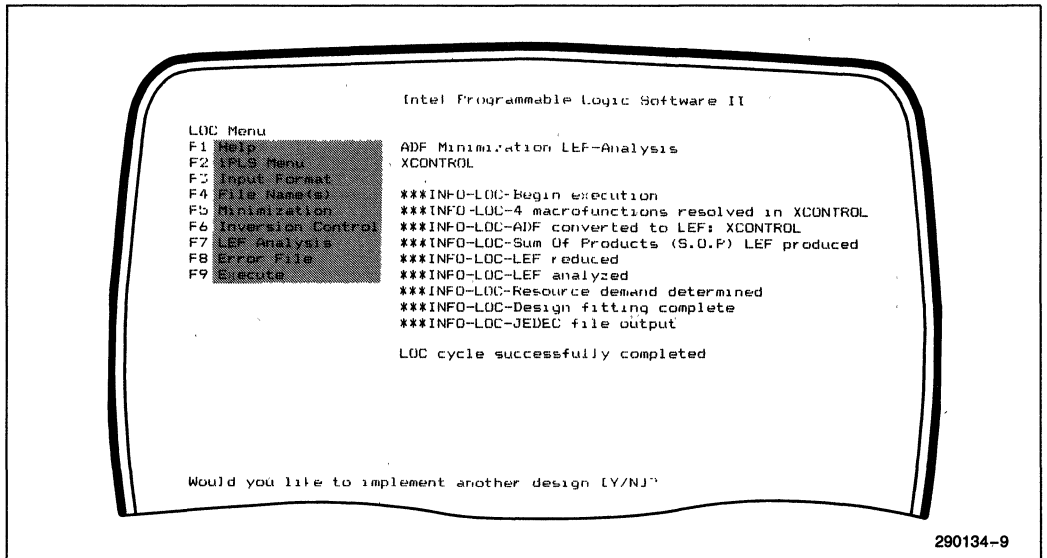 Intel Programmable Logic Software II
LOC Menu
F1 Help
F2 iPLS Menu
F3 Input Format
F4 File Name(s)
F5 Minimization
F6 Inversion Control
F7 LEF Analysis
F8 Error File
F9 Execute
ADF Minimization LEF-Analysis
XCONTROL
***INFO-LOC-Begin execution
***INFO-LOC-4 macrofunctions resolved in XCONTROL
***INFO-LOC-ADF converted to LEF: XCONTROL
***INFO-LOC-Sum Of Products (S.O.P) LEF produced
***INFO-LOC-LEF reduced
***INFO-LOC-LEF analyzed
***INFO-LOC-Resource demand determined
***INFO-LOC-Design fitting complete
***INFO-LOC-JEDEC file output
LOC cycle successfully completed
Would you like to implement another design [Y/N]?
290134-9